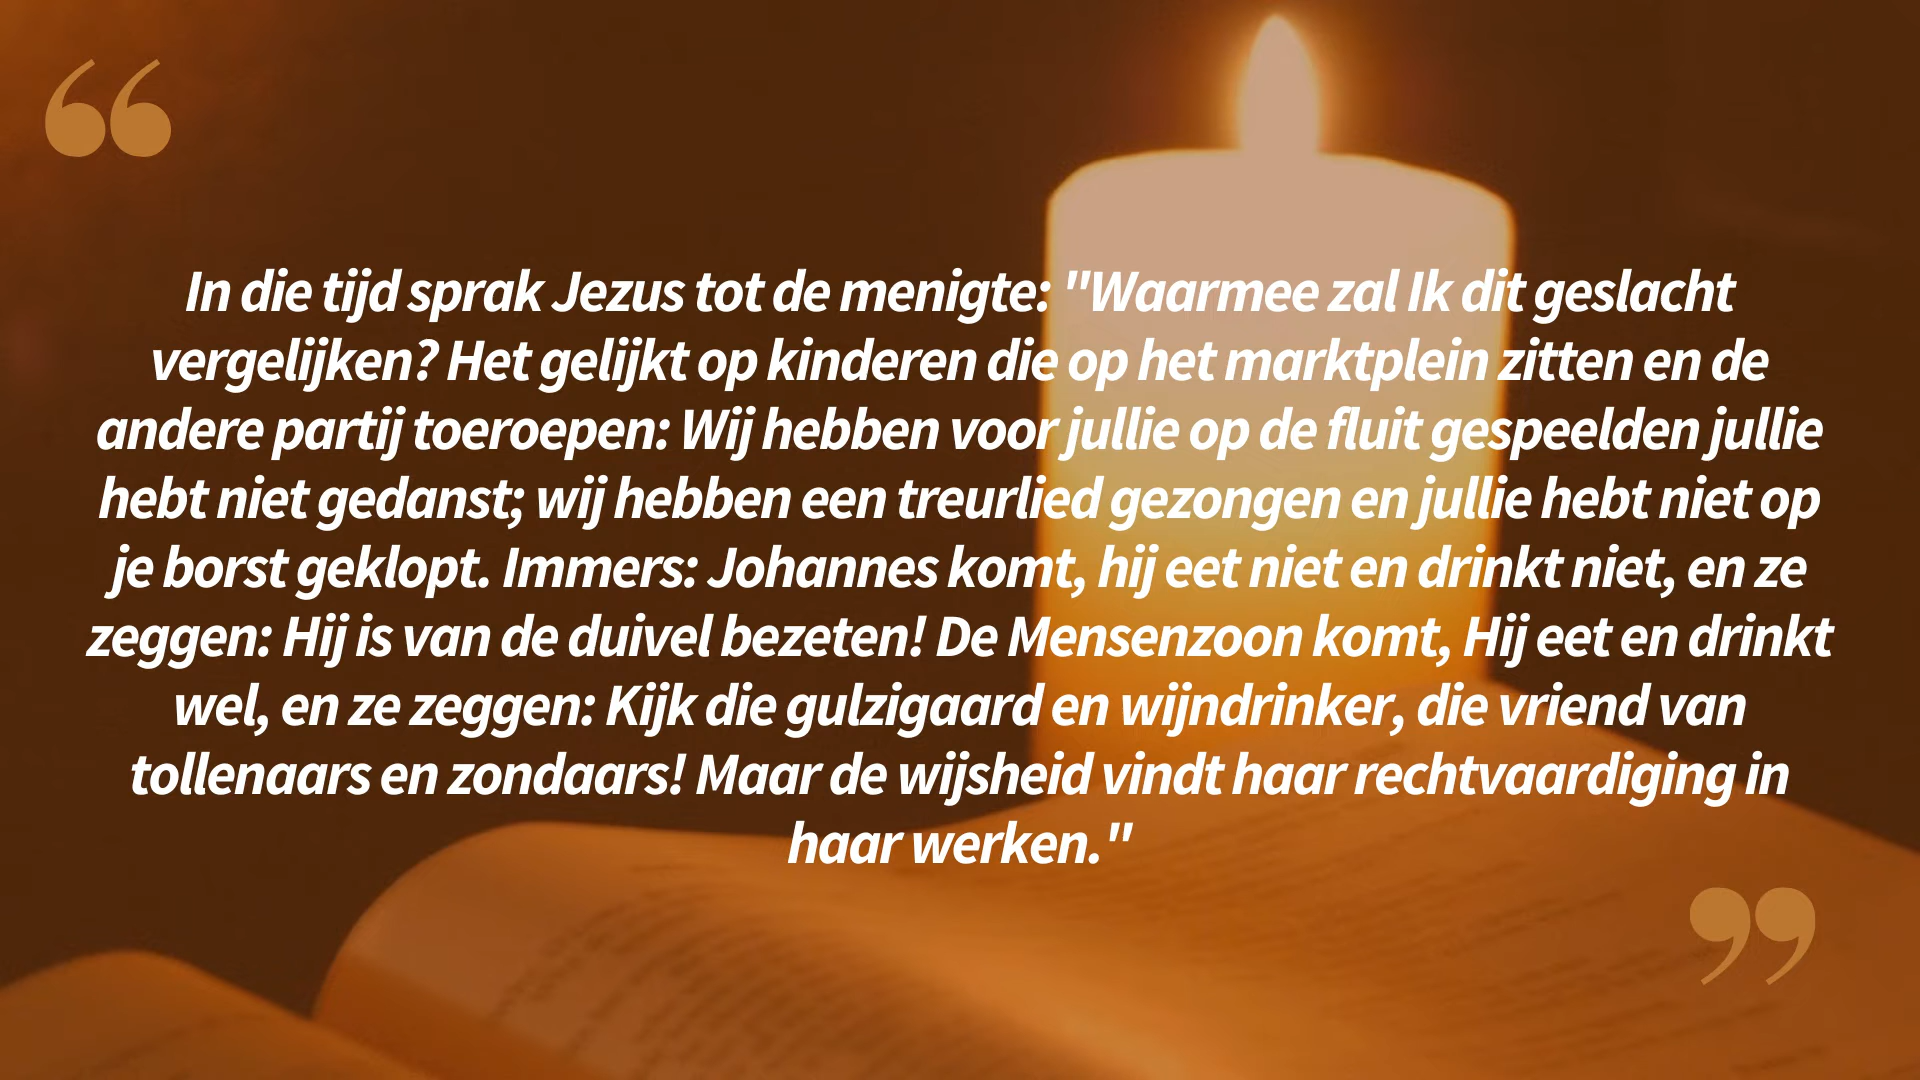 In die tijd sprak Jezus tot de menigte: "Waarmee zal Ik dit geslacht
vergelijken? Het gelijkt op kinderen die op het marktplein zitten en de
andere partij toeroepen: Wij hebben voor jullie op de fluit gespeelden jullie
hebt niet gedanst; wij hebben een treurlied gezongen en jullie hebt niet op
je borst geklopt. Immers: Johannes komt, hij eet niet en drinkt niet, en ze
zeggen: Hij is van de duivel bezeten! De Mensenzoon komt, Hij eet en drinkt
wel, en ze zeggen: Kijk die gulzigaard en wijndrinker, die vriend van
tollenaars en zondaars! Maar de wijsheid vindt haar rechtvaardiging in
haar werken."